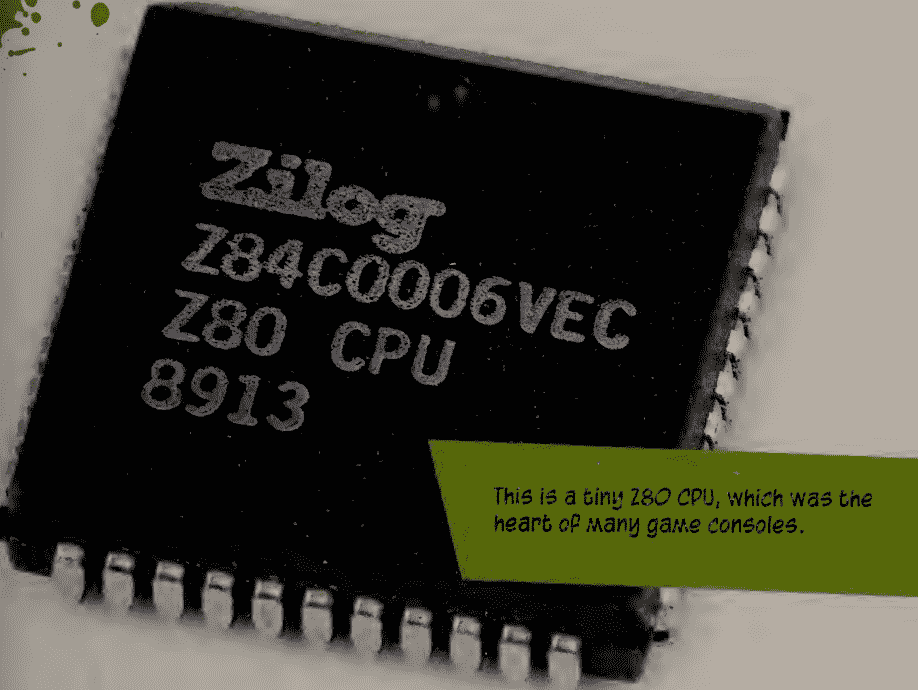 Zilog
Z84C0006VEC
Z80 CPU
8913
This is a tiny Z80 CPU, which was the
heart of many game consoles.